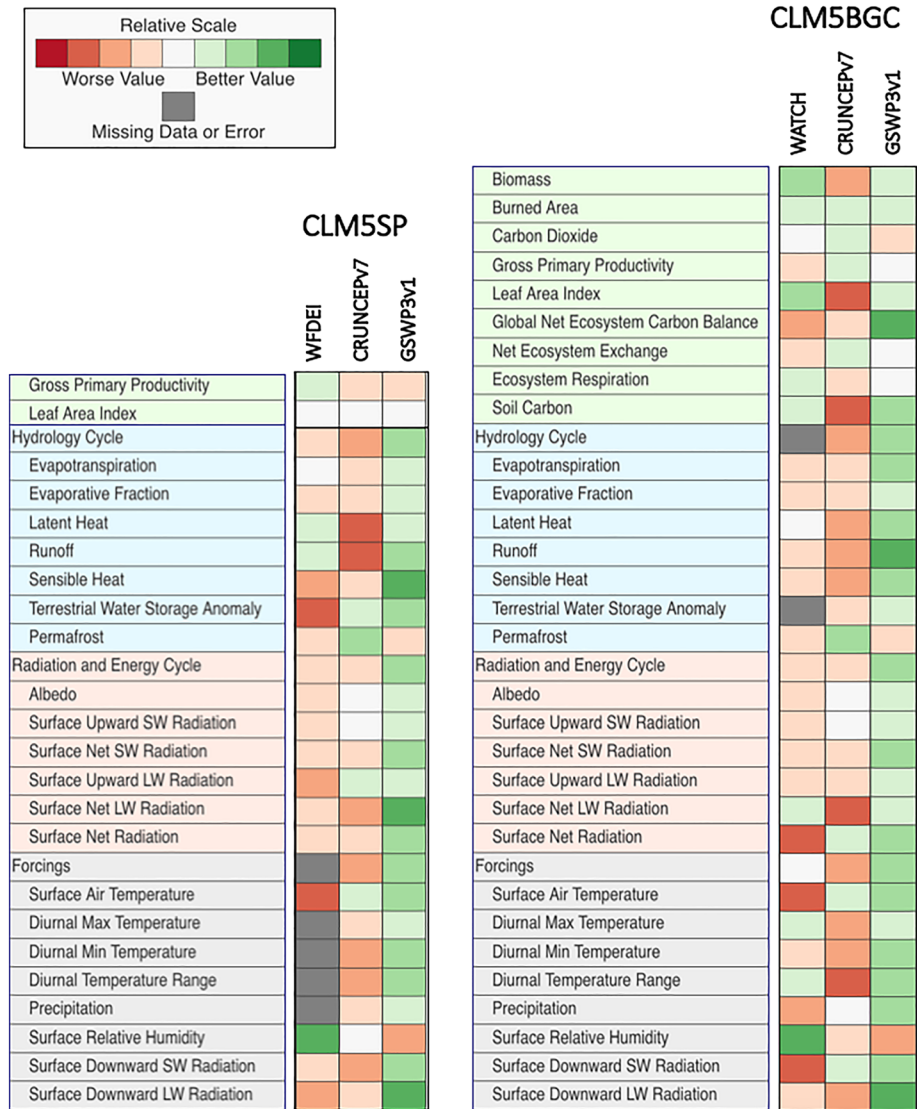 Relative Scale
Worse Value Better Value
Missing Data or Error
CLM5SP
WFDEI
CRUNCEPv7
GSWP3v1
Gross Primary Productivity
Leaf Area Index
Hydrology Cycle
Evapotranspiration
Evaporative Fraction
Latent Heat
Runoff
Sensible Heat
Terrestrial Water Storage Anomaly
Permafrost
Radiation and Energy Cycle
Albedo
Surface Upward SW Radiation
Surface Net SW Radiation
Surface Upward LW Radiation
Surface Net LW Radiation
Surface Net Radiation
Forcings
Surface Air Temperature
Diurnal Max Temperature
Diurnal Min Temperature
Diurnal Temperature Range
Precipitation
Surface Relative Humidity
Surface Downward SW Radiation
Surface Downward LW Radiation
CLM5BGC
WATCH
CRUNCEPv7
GSWP3v1
Biomass
Burned Area
Carbon Dioxide
Gross Primary Productivity
Leaf Area Index
Global Net Ecosystem Carbon Balance
Net Ecosystem Exchange
Ecosystem Respiration
Soil Carbon
Hydrology Cycle
Evapotranspiration
Evaporative Fraction
Latent Heat
Runoff
Sensible Heat
Terrestrial Water Storage Anomaly
Permafrost
Radiation and Energy Cycle
Albedo
Surface Upward SW Radiation
Surface Net SW Radiation
Surface Upward LW Radiation
Surface Net LW Radiation
Surface Net Radiation
Forcings
Surface Air Temperature
Diurnal Max Temperature
Diurnal Min Temperature
Diurnal Temperature Range
Precipitation
Surface Relative Humidity
Surface Downward SW Radiation
Surface Downward LW Radiation